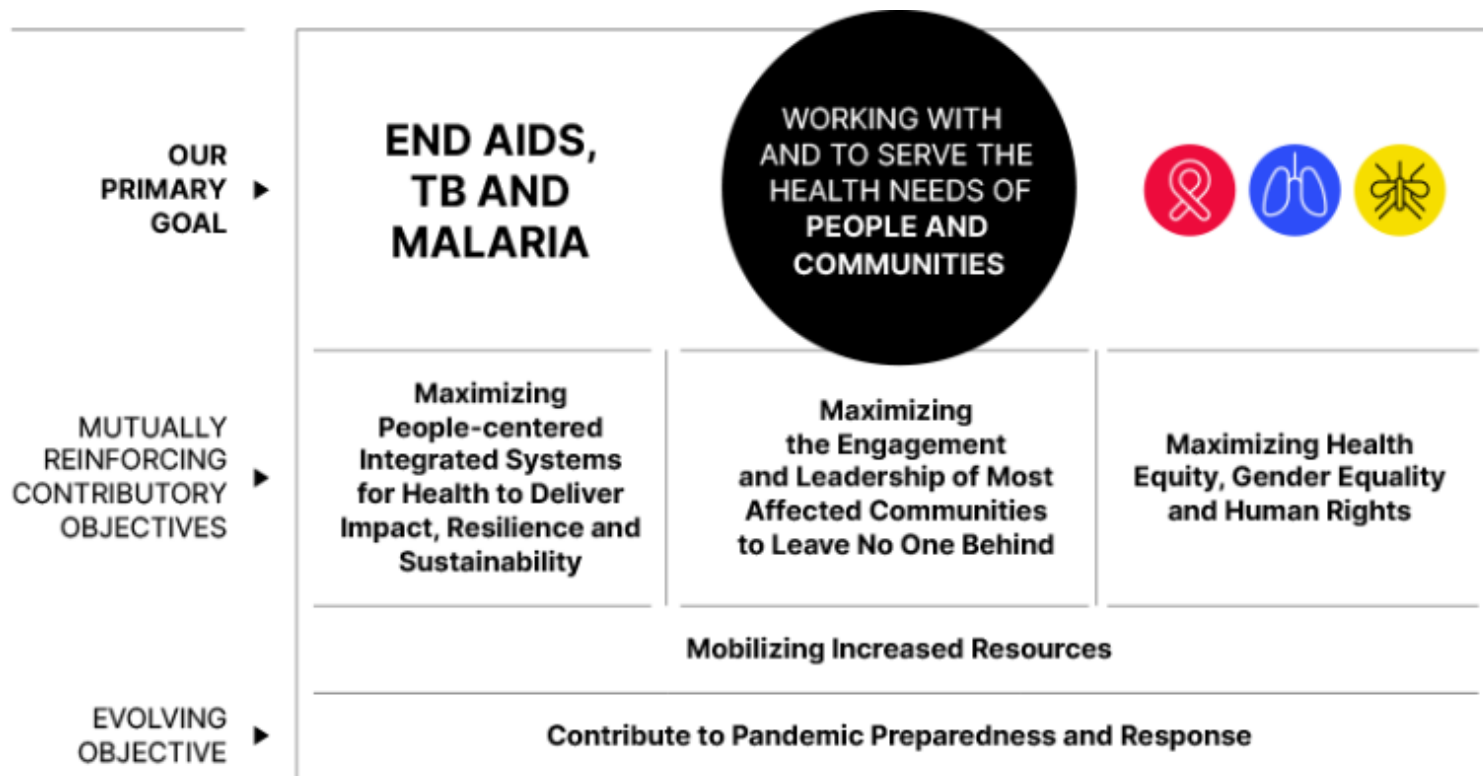 OUR
PRIMARY
GOAL
END AIDS,
TB AND
MALARIA
WORKING WITH
AND TO SERVE THE
HEALTH NEEDS OF
PEOPLE AND
COMMUNITIES
MUTUALLY
REINFORCING
CONTRIBUTORY
OBJECTIVES
Maximizing
People-centered
Integrated Systems
for Health to Deliver
Impact, Resilience and
Sustainability
Maximizing
the Engagement
and Leadership of Most
Affected Communities
to Leave No One Behind
Maximizing Health
Equity, Gender Equality
and Human Rights
Mobilizing Increased Resources
EVOLVING
OBJECTIVE
Contribute to Pandemic Preparedness and Response